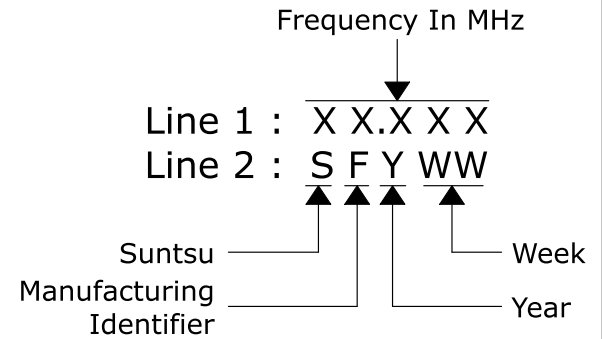 Frequency In MHz
Line 1 : X X.X X X
Line 2 : S F Y WW
Suntsu
Week
Manufacturing
Identifier
Year